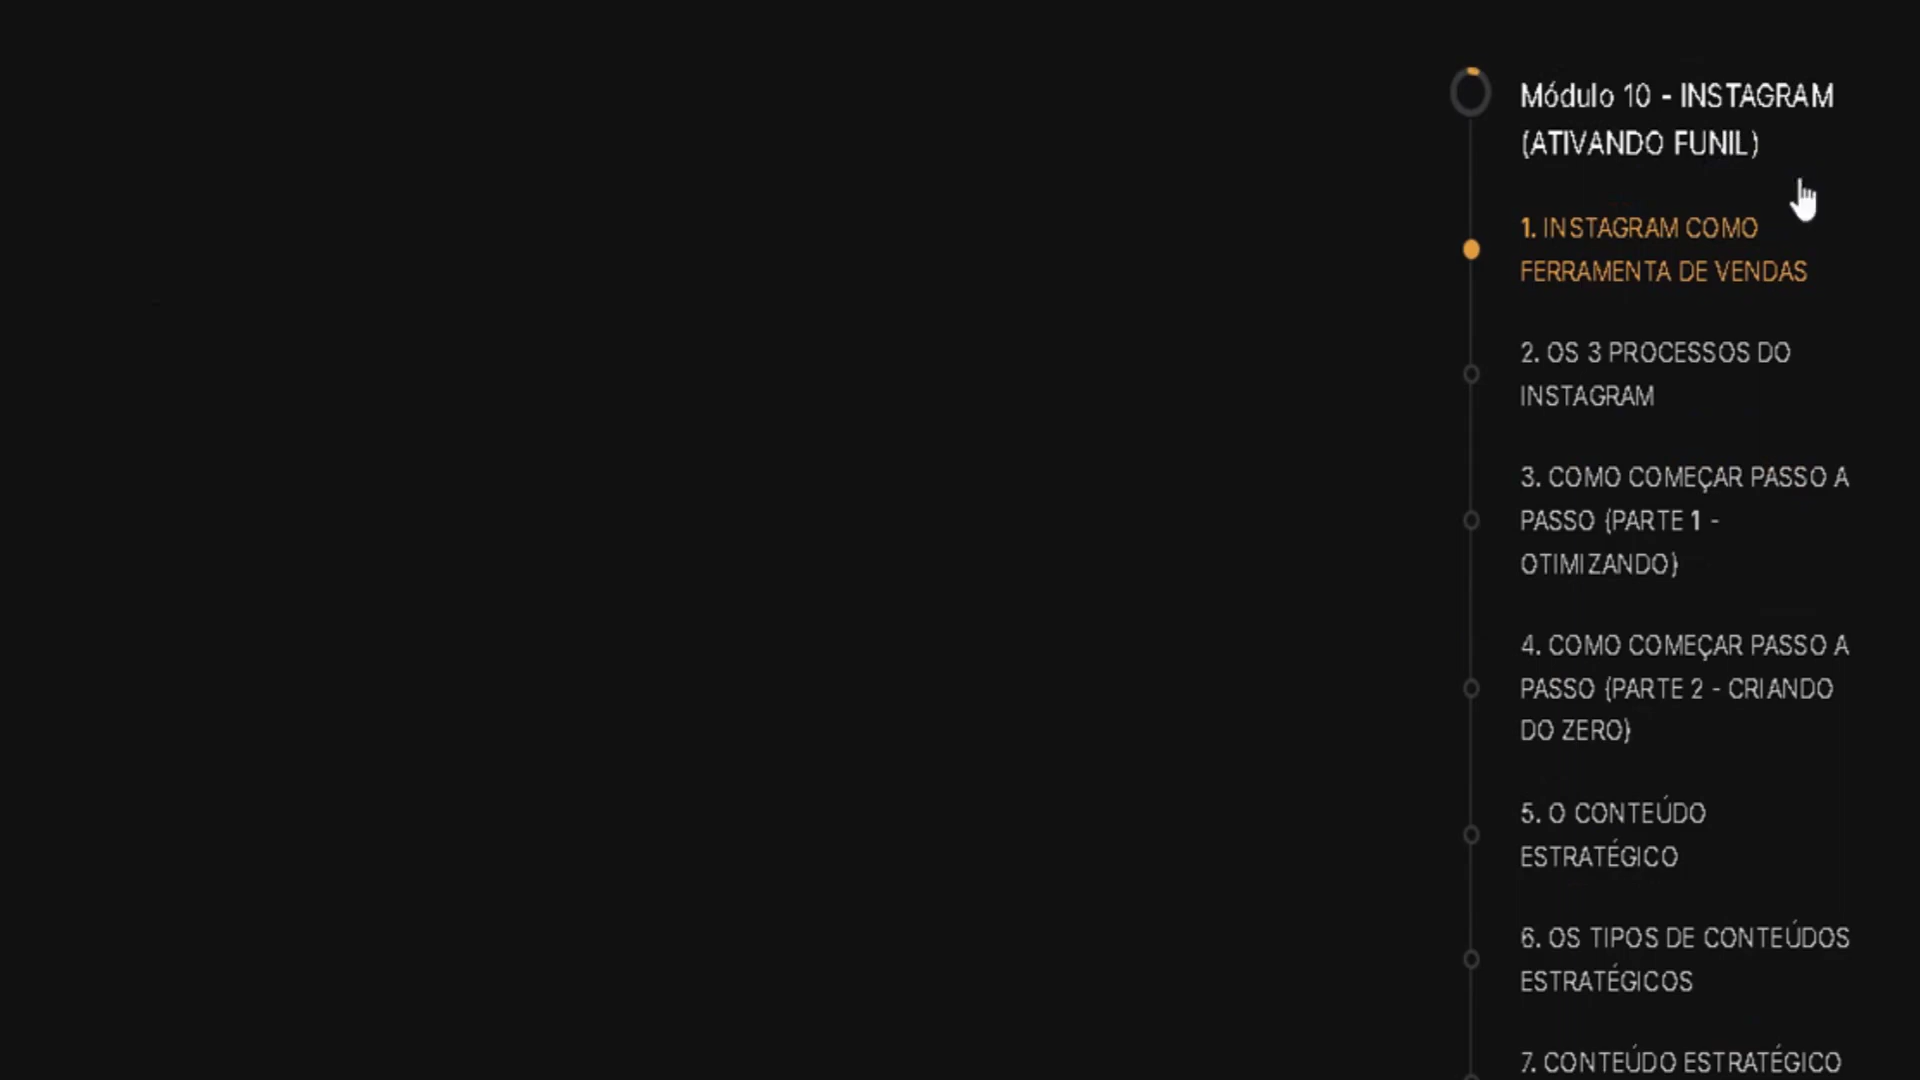 Módulo 10 - INSTAGRAM
(ATIVANDO FUNIL)
1. INSTAGRAM COMO
FERRAMENTA DE VENDAS
2. OS 3 PROCESSOS DO
INSTAGRAM
3. COMO COMEÇAR PASSO A
PASSO (PARTE 1 -
OTIMIZANDO)
4. COMO COMEÇAR PASSO A
PASSO (PARTE 2 - CRIANDO
DO ZERO)
5. O CONTEÚDO
ESTRATÉGICO
6. OS TIPOS DE CONTEÚDOS
ESTRATÉGICOS
7. CONTEÚDO ESTRATÉGICO